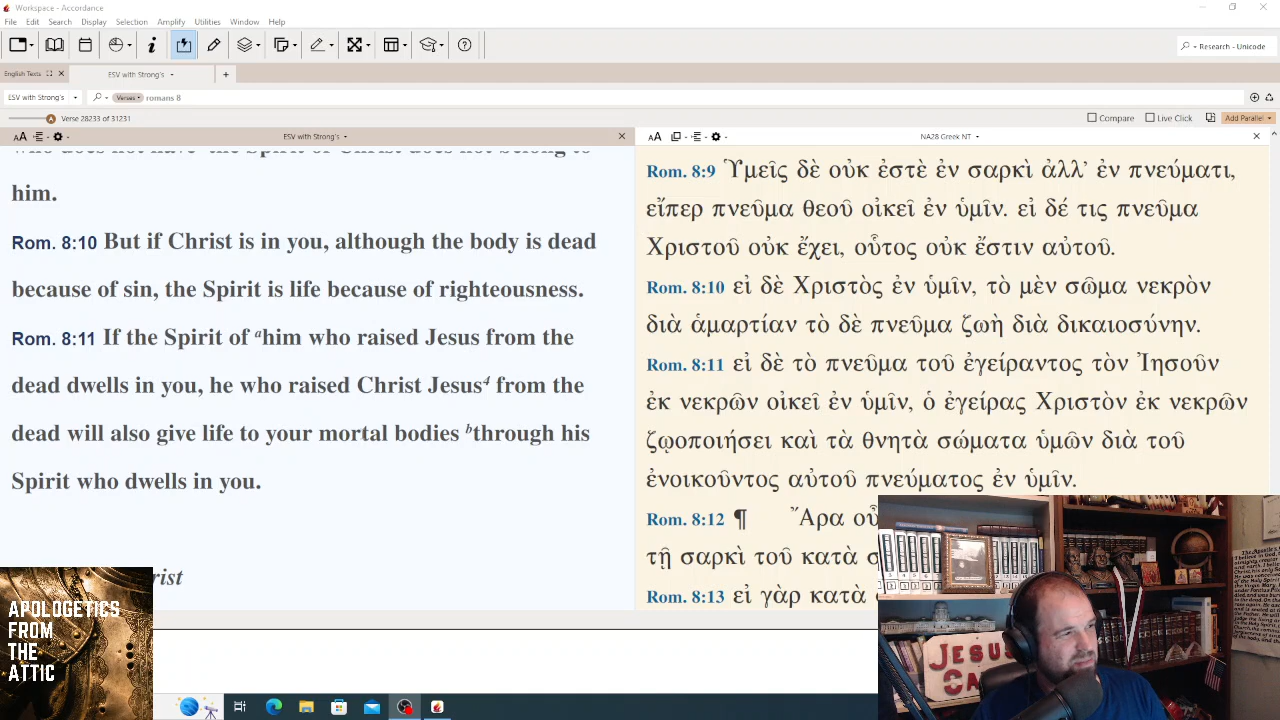 Workspace - Accordance
File Edit Search Display Selection Amplify Utilities Window Help
Research - Unicode
English Texts
ESV with Strong's
ESV with Strong's
Verses romans 8
Verse 28233 of 31231
Compare Live Click Add Parallel
ESV with Strong's
him.
Rom. 8:10 But if Christ is in you, although the body is dead
because of sin, the Spirit is life because of righteousness.
Rom. 8:11 If the Spirit of ᵃhim who raised Jesus from the
dead dwells in you, he who raised Christ Jesus⁴ from the
dead will also give life to your mortal bodies ᵇthrough his
Spirit who dwells in you.
NA28 Greek NT
Rom. 8:9 Ὑμεῖς δὲ οὐκ ἐστὲ ἐν σαρκὶ ἀλλ’ ἐν πνεύματι,
εἴπερ πνεῦμα θεοῦ οἰκεῖ ἐν ὑμῖν. εἰ δέ τις πνεῦμα
Χριστοῦ οὐκ ἔχει, οὗτος οὐκ ἔστιν αὐτοῦ.
Rom. 8:10 εἰ δὲ Χριστὸς ἐν ὑμῖν, τὸ μὲν σῶμα νεκρὸν
διὰ ἁμαρτίαν τὸ δὲ πνεῦμα ζωὴ διὰ δικαιοσύνην.
Rom. 8:11 εἰ δὲ τὸ πνεῦμα τοῦ ἐγείραντος τὸν Ἰησοῦν
ἐκ νεκρῶν οἰκεῖ ἐν ὑμῖν, ὁ ἐγείρας Χριστὸν ἐκ νεκρῶν
ζῳοποιήσει καὶ τὰ θνητὰ σώματα ὑμῶν διὰ τοῦ
ἐνοικοῦντος αὐτοῦ πνεύματος ἐν ὑμῖν.
Rom. 8:12 ¶ Ἄρα
τῇ σαρκὶ τοῦ κατὰ
Rom. 8:13 εἰ γὰρ κατὰ
APOLOGETICS
FROM
THE
ATTIC
JESUS